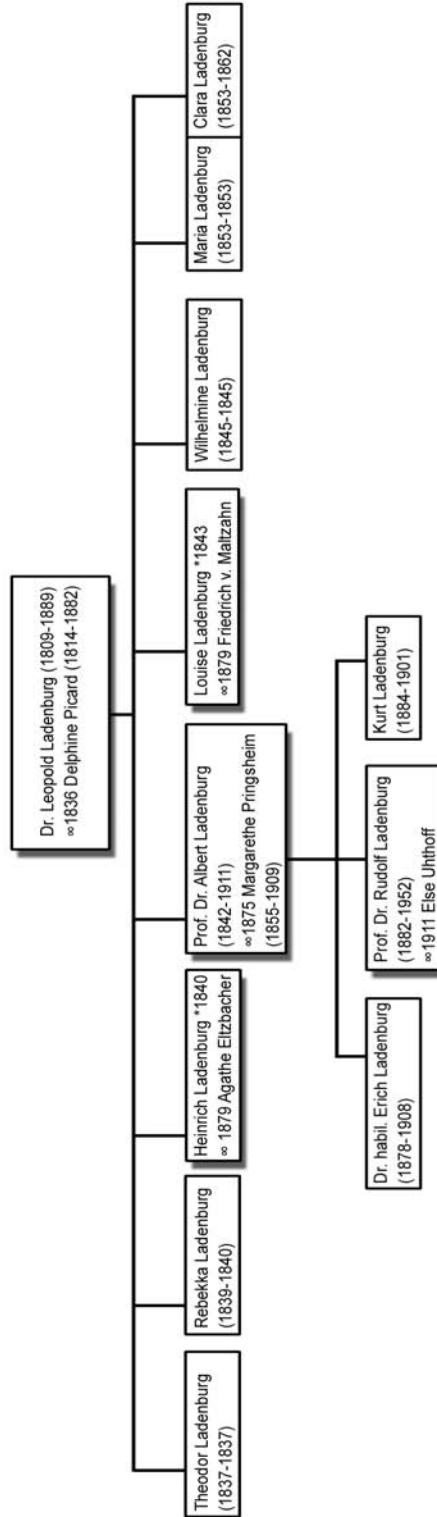 Dr. Leopold Ladenburg (1809-1889)
∞1836 Delphine Picard (1814-1882)
Theodor Ladenburg
(1837-1837)
Rebekka Ladenburg
(1839-1840)
Heinrich Ladenburg *1840
∞ 1879 Agathe Eltzbacher
Prof. Dr. Albert Ladenburg
(1842-1911)
∞1875 Margarethe Pringsheim
(1855-1909)
Louise Ladenburg *1843
∞1879 Friedrich v. Maltzahn
Wilhelmine Ladenburg
(1845-1845)
Maria Ladenburg
(1853-1853)
Clara Ladenburg
(1853-1862)
Dr. habil. Erich Ladenburg
(1878-1908)
Prof. Dr. Rudolf Ladenburg
(1882-1952)
∞1911 Else Uhthoff
Kurt Ladenburg
(1884-1901)